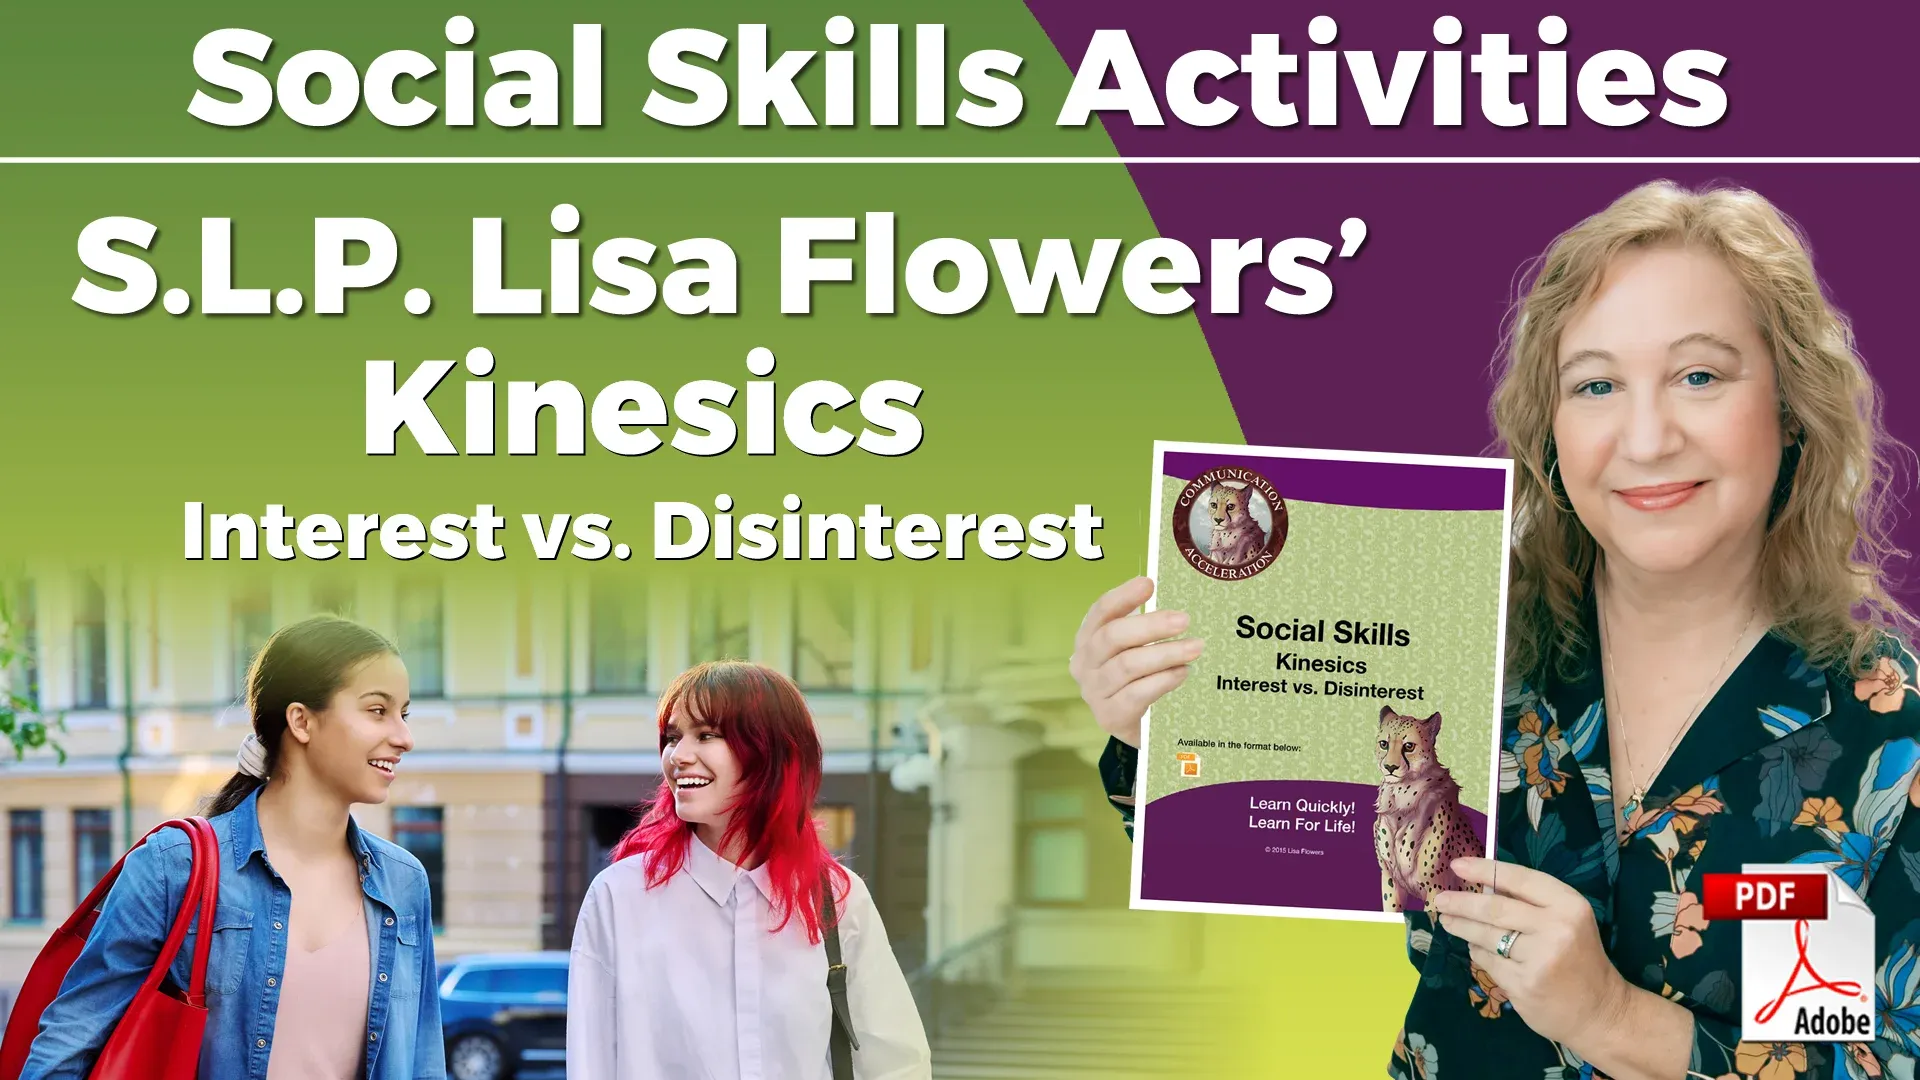 Social Skills Activities
S.L.P. Lisa Flowers’
Kinesics
Interest vs. Disinterest
COMMUNICATION
ACCELERATION
Social Skills
Kinesics
Interest vs. Disinterest
Available in the format below:
PDF
Learn Quickly!
Learn For Life!
© 2015 Lisa Flowers
PDF
Adobe